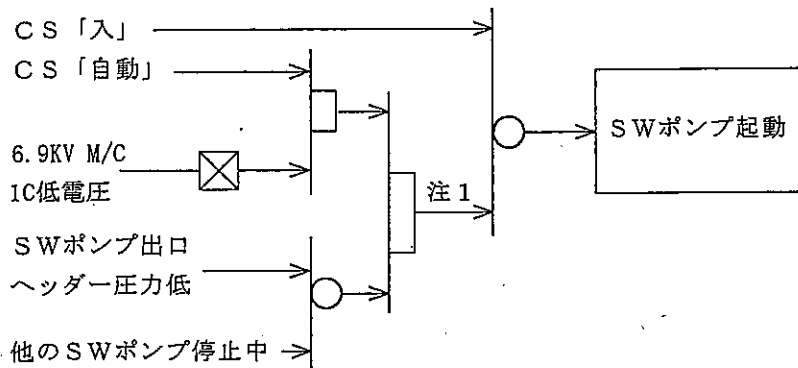 CS「入」
CS「自動」
6.9KV M/C
1C低電圧
SWポンプ出口
ヘッダー圧力低
他のSWポンプ停止中
注1
SWポンプ起動